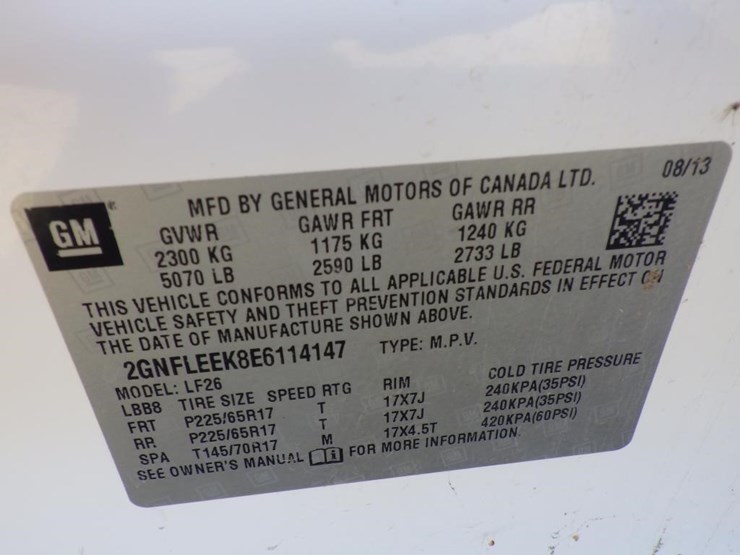 GM®
MFD BY GENERAL MOTORS OF CANADA LTD. 08/13
GVWR GAWR FRT GAWR RR
2300 KG 1175 KG 1240 KG
5070 LB 2590 LB 2733 LB
THIS VEHICLE CONFORMS TO ALL APPLICABLE U.S. FEDERAL MOTOR
VEHICLE SAFETY AND THEFT PREVENTION STANDARDS IN EFFECT ON
THE DATE OF MANUFACTURE SHOWN ABOVE.
2GNFLEEK8E6114147 TYPE: M.P.V.
MODEL: LF26
LBB8 TIRE SIZE SPEED RTG RIM COLD TIRE PRESSURE
FRT P225/65R17 T 17X7J 240KPA(35PSI)
RR P225/65R17 T 17X7J 240KPA(35PSI)
SPA T145/70R17 M 17X4.5T 420KPA(60PSI)
SEE OWNER'S MANUAL FOR MORE INFORMATION.